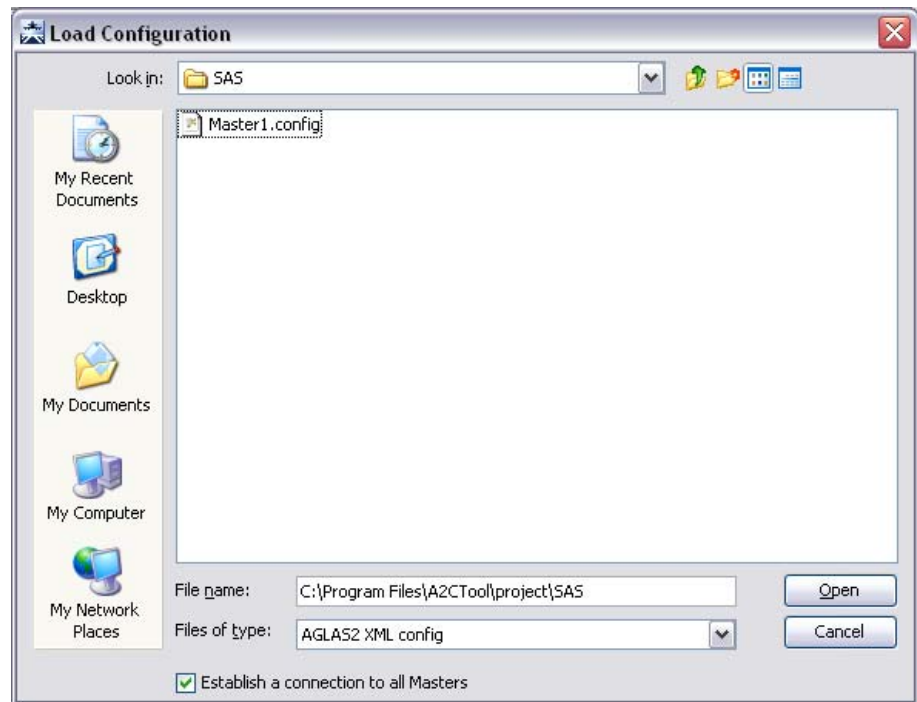 Load Configuration
Look in:
SAS
Master1.config
My Recent
Documents
Desktop
My Documents
My Computer
My Network
Places
File name:
C:\Program Files\A2CTool\project\SAS
Open
Files of type:
AGLAS2 XML config
Cancel
Establish a connection to all Masters